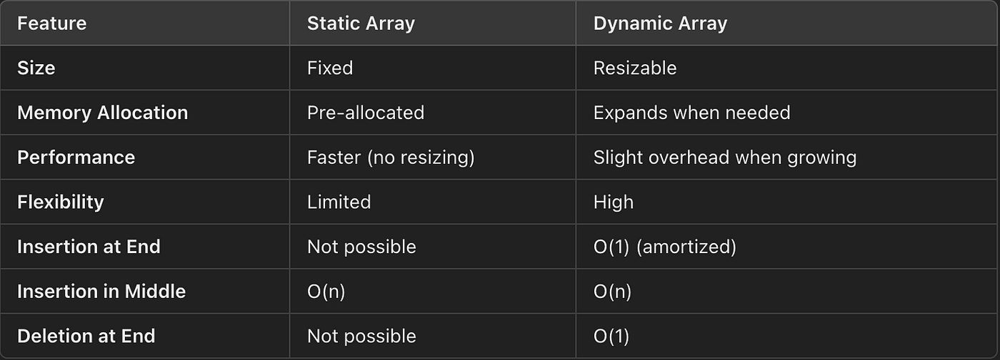 Feature Static Array Dynamic Array
Size Fixed Resizable
Memory Allocation Pre-allocated Expands when needed
Performance Faster (no resizing) Slight overhead when growing
Flexibility Limited High
Insertion at End Not possible O(1) (amortized)
Insertion in Middle O(n) O(n)
Deletion at End Not possible O(1)